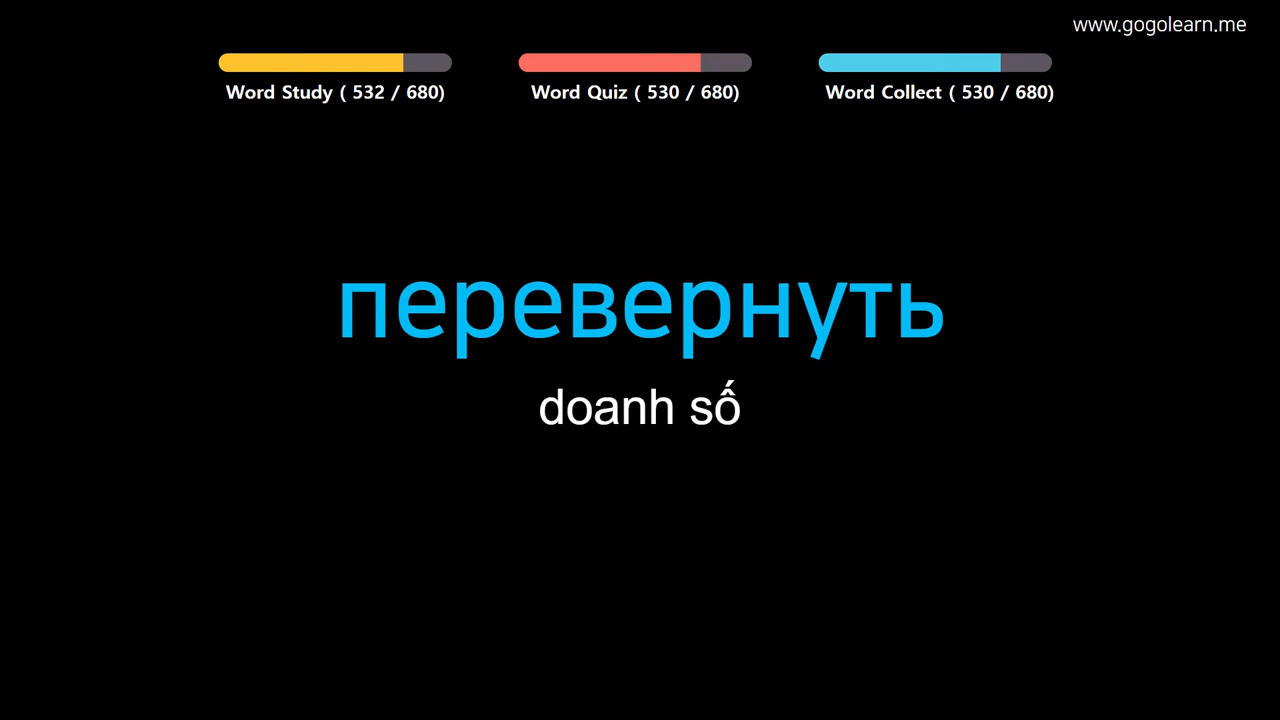 www.gogolearn.me
Word Study ( 532 / 680)
Word Quiz ( 530 / 680)
Word Collect ( 530 / 680)
перевернуть
doanh số